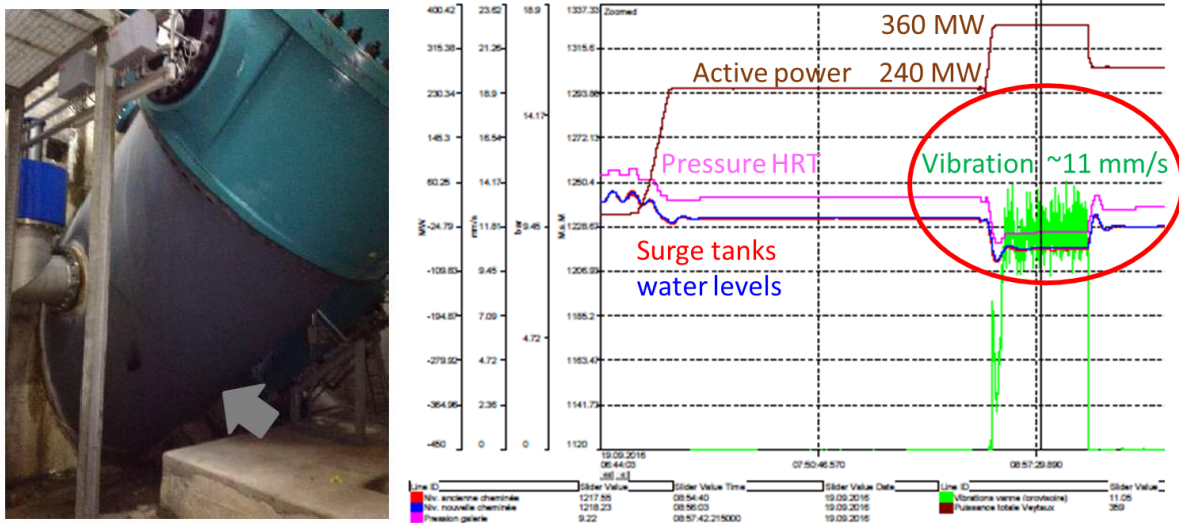 400.42 23.62 18.9 1337.33 Zoomed
360 MW
315.38 21.26 1315.6
Active power 240 MW
230.34 18.9 1293.86
14.17
145.3 16.54 1272.13
Pressure HRT Vibration ~11 mm/s
60.25 14.17 1250.4
MW mm/s bar M.s.M
-24.79 11.81 9.45 1228.67
Surge tanks
-109.83 9.45 1206.93
water levels
-194.87 7.09 1185.2
4.72
-279.92 4.72 1163.47
-364.96 2.36 1141.73
-450 0 0 1120
19.09.2016
06:44:03 07:50:46.570 08:57:29.890
Line ID Slider Value Slider Value Time Slider Value Date Line ID Slider Value
Niv. ancienne cheminée 1217.55 08:54:40 19.09.2016 Vibrations vanne (provisoire) 11.05
Niv. nouvelle cheminée 1218.23 08:56:03 19.09.2016 Puissance totale Veytaux 359
Pression galerie 9.22 08:57:42.215000 19.09.2016